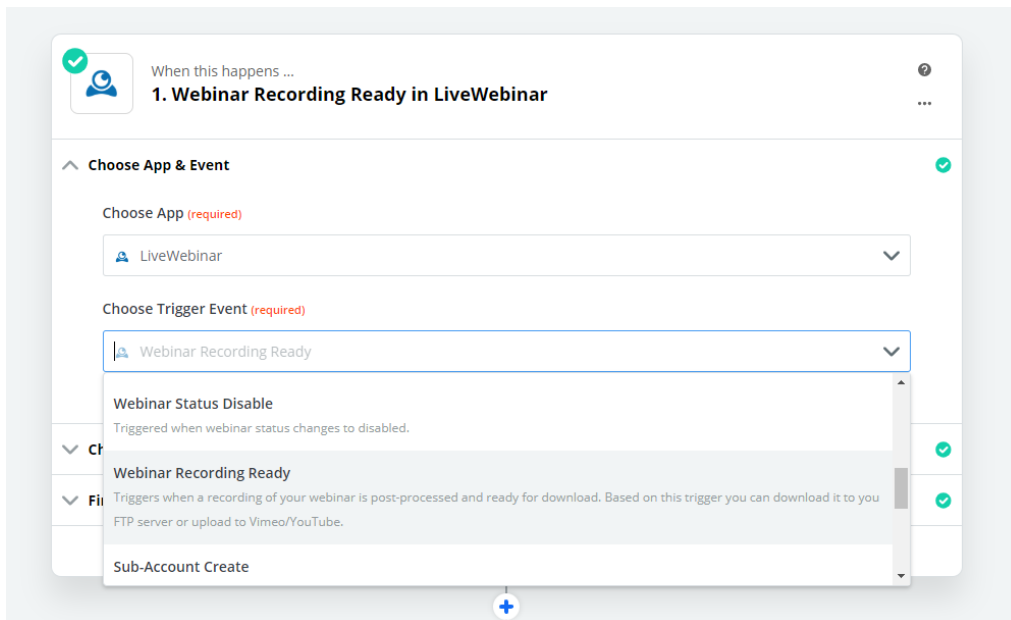 When this happens ...
1. Webinar Recording Ready in LiveWebinar
Choose App & Event
Choose App (required)
LiveWebinar
Choose Trigger Event (required)
Webinar Recording Ready
Webinar Status Disable
Triggered when webinar status changes to disabled.
Webinar Recording Ready
Triggers when a recording of your webinar is post-processed and ready for download. Based on this trigger you can download it to you
FTP server or upload to Vimeo/YouTube.
Sub-Account Create